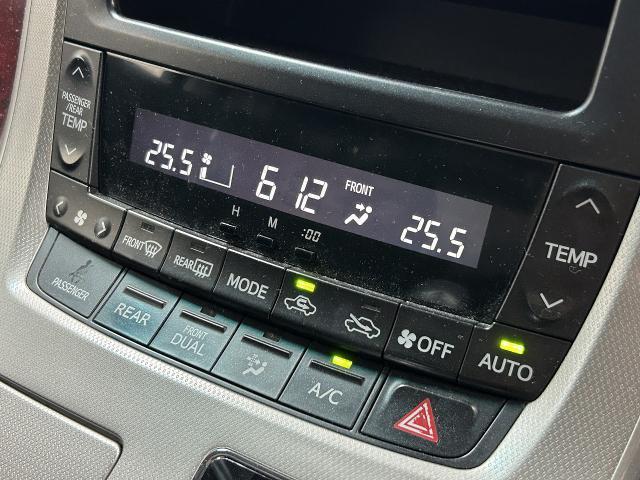 PASSENGER
/REAR
TEMP
25.5
6 12
FRONT
25.5
H
M
:00
TEMP
FRONT
REAR
MODE
OFF
AUTO
PASSENGER
REAR
FRONT
DUAL
A/C